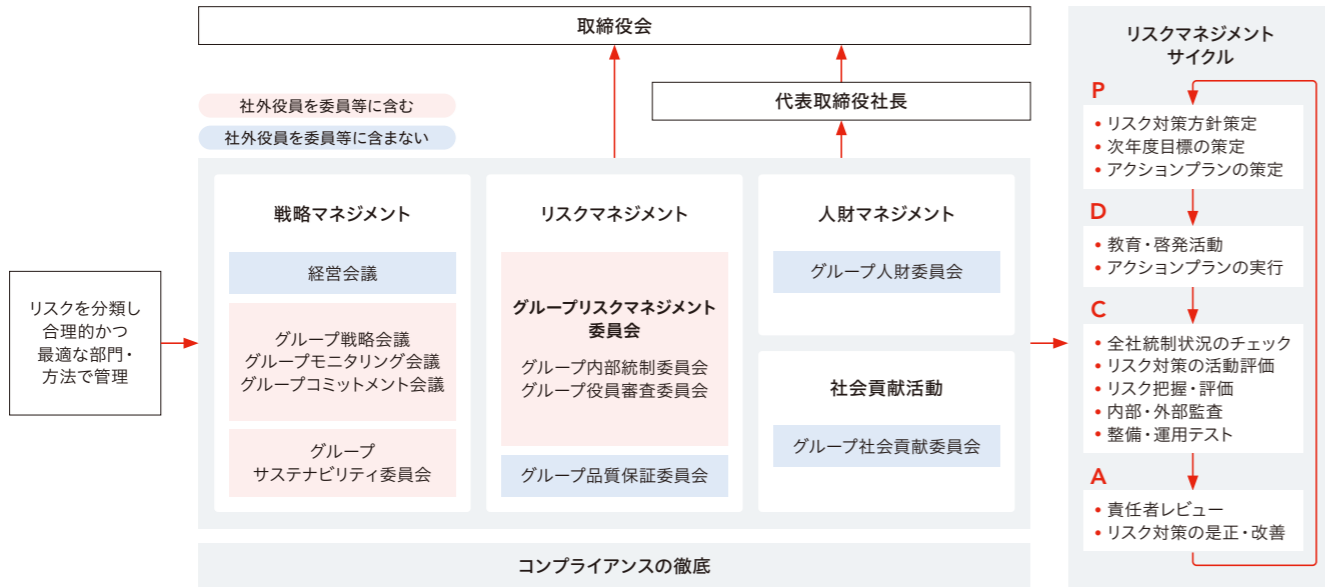 取締役会
代表取締役社長
社外役員を委員等に含む
社外役員を委員等に含まない
リスクを分類し
合理的かつ
最適な部門・
方法で管理
戦略マネジメント
経営会議
グループ戦略会議
グループモニタリング会議
グループコミットメント会議
グループ
サステナビリティ委員会
リスクマネジメント
グループリスクマネジメント
委員会
グループ内部統制委員会
グループ役員審査委員会
グループ品質保証委員会
人財マネジメント
グループ人財委員会
社会貢献活動
グループ社会貢献委員会
コンプライアンスの徹底
リスクマネジメント
サイクル
P
• リスク対策方針策定
• 次年度目標の策定
• アクションプランの策定
D
• 教育・啓発活動
• アクションプランの実行
C
• 全社統制状況のチェック
• リスク対策の活動評価
• リスク把握・評価
• 内部・外部監査
• 整備・運用テスト
A
• 責任者レビュー
• リスク対策の是正・改善